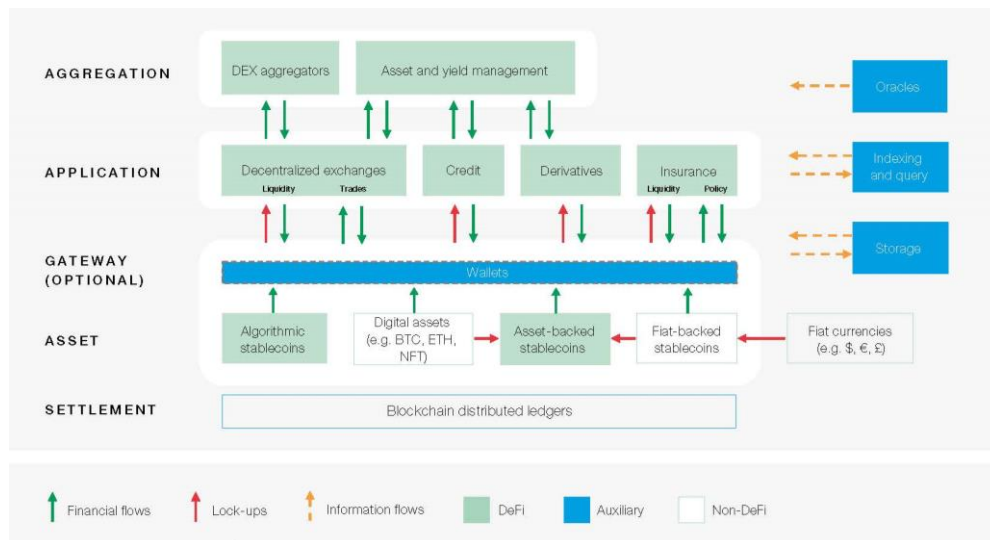 AGGREGATION
DEX aggregators
Asset and yield management
Oracles
APPLICATION
Decentralized exchanges
Liquidity
Trades
Credit
Derivatives
Insurance
Liquidity
Policy
Indexing
and query
GATEWAY
(OPTIONAL)
Wallets
Storage
ASSET
Algorithmic
stablecoins
Digital assets
(e.g. BTC, ETH,
NFT)
Asset-backed
stablecoins
Fiat-backed
stablecoins
Fiat currencies
(e.g. $, €, £)
SETTLEMENT
Blockchain distributed ledgers
Financial flows
Lock-ups
Information flows
DeFi
Auxiliary
Non-DeFi